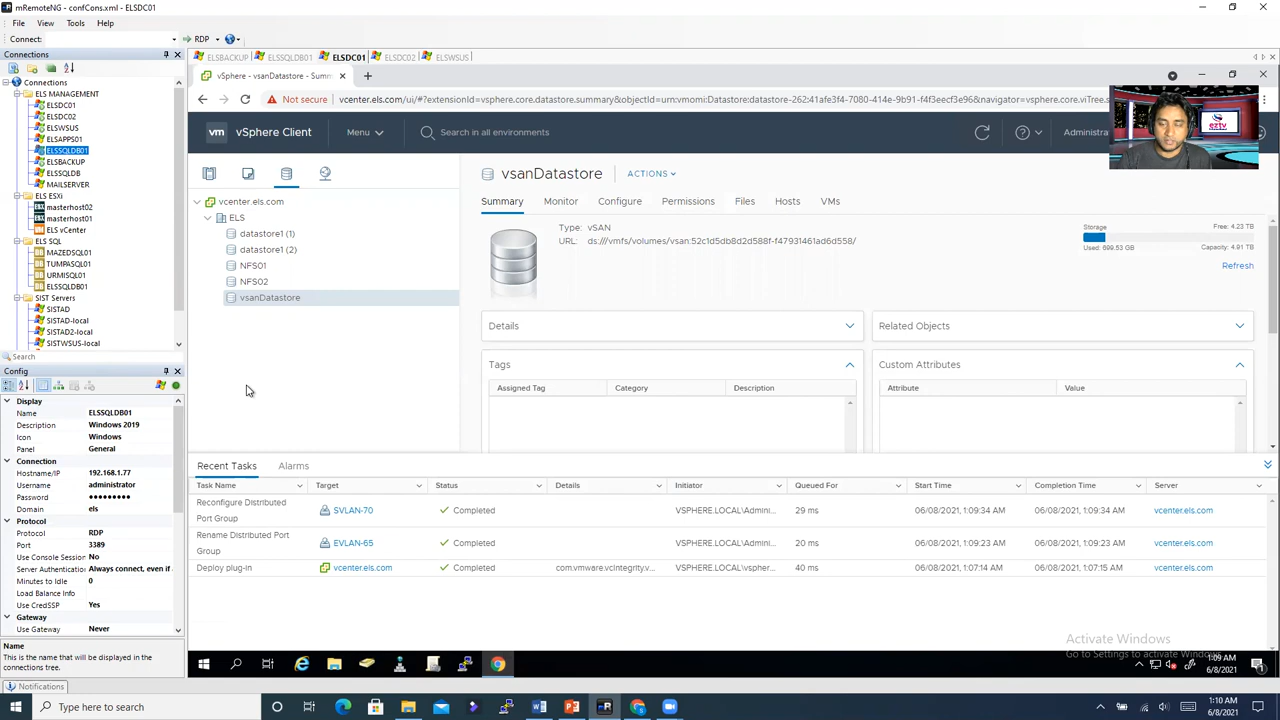 mRemoteNG - confCons.xml - ELSDC01
File View Tools Help
Connect: RDP
Connections
ELSBACKUP ELSSQLDB01 ELSDC01 ELSDC02 ELSWSUS
vSphere - vsanDatastore - Summ
Not secure vcenter.els.com/ui/#?extensionId=vsphere.core.datastore.summary&objectId=urn:vmomi:Datastore:datastore-262:41afe3f4-7080-414e-9b91-f4f3eecf3c96&navigator=vsphere.core.viTree.s
Connections
ELS MANAGEMENT
ELSDC01
ELSDC02
ELSWSUS
ELSAPPS01
ELSSQLDB01
ELSBACKUP
ELSSQLDB
MAILSERVER
ELS ESXi
masterhost02
masterhost01
ELS vCenter
ELS SQL
MAZEDSQL01
TUMPASQL01
URMISQL01
ELSSQLDB01
SIST Servers
SISTAD
SISTAD-local
SISTAD2-local
SISTWSUS-local
Search
Config
Display
Name ELSSQLDB01
Description Windows 2019
Icon Windows
Panel General
Connection
Hostname/IP 192.168.1.77
Username administrator
Password ●●●●●●●●●
Domain els
Protocol
Protocol RDP
Port 3389
Use Console Session No
Server Authentication Always connect, even if
Minutes to Idle 0
Load Balance Info
Use CredSSP Yes
Gateway
Use Gateway Never
Name
This is the name that will be displayed in the connections tree.
Notifications
vm vSphere Client Menu Search in all environments Administra
eztv
vcenter.els.com
ELS
datastore1 (1)
datastore1 (2)
NFS01
NFS02
vsanDatastore
vsanDatastore ACTIONS
Summary Monitor Configure Permissions Files Hosts VMs
Type: vSAN
URL: ds:///vmfs/volumes/vsan:52c1d5db8d2d588f-f47931461ad6d558/
Storage Free: 4.23 TB
Used: 699.53 GB Capacity: 4.91 TB
Refresh
Details
Related Objects
Tags
Assigned Tag Category Description
Custom Attributes
Attribute Value
Recent Tasks Alarms
Task Name Target Status Details Initiator Queued For Start Time Completion Time Server
Reconfigure Distributed Port Group SVLAN-70 Completed VSPHERE.LOCAL\Admini... 29 ms 06/08/2021, 1:09:34 AM 06/08/2021, 1:09:34 AM vcenter.els.com
Rename Distributed Port Group EVLAN-65 Completed VSPHERE.LOCAL\Admini... 20 ms 06/08/2021, 1:09:23 AM 06/08/2021, 1:09:23 AM vcenter.els.com
Deploy plug-in vcenter.els.com Completed com.vmware.vcIntegrity.v... VSPHERE.LOCAL\vspher... 40 ms 06/08/2021, 1:07:14 AM 06/08/2021, 1:07:15 AM vcenter.els.com
Activate Windows
Go to Settings to activate Windows.
1:09 AM
6/8/2021
Type here to search
1:10 AM
6/8/2021